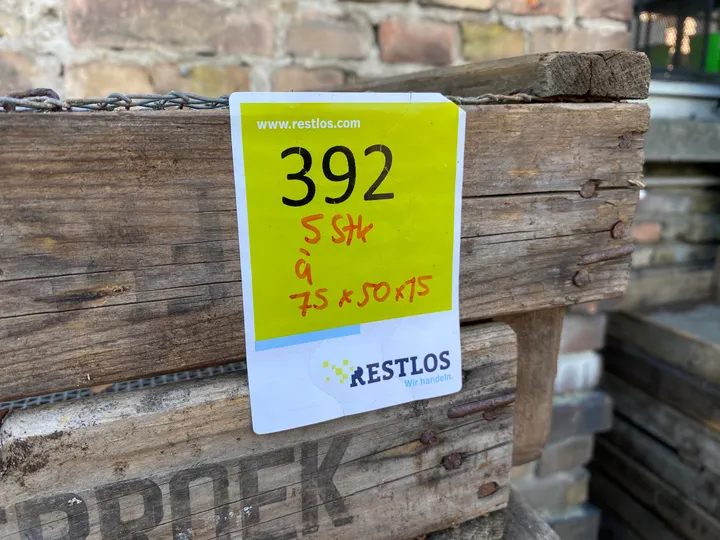 www.restlos.com
392
5 Stk
à
75 x 50 x 15
RESTLOS
Wir handeln.